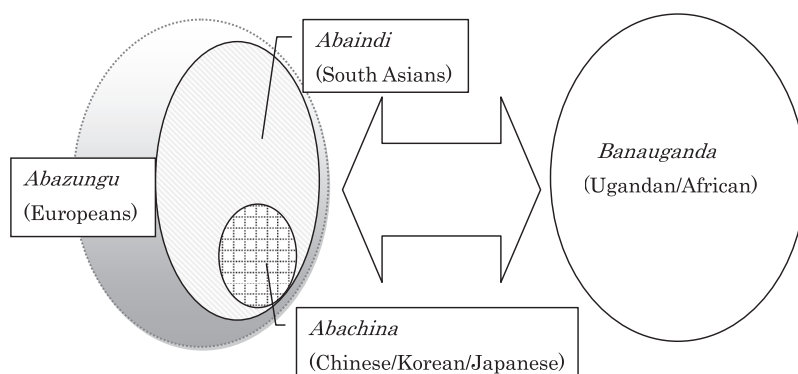 Abaindi
(South Asians)
Abazungu
(Europeans)
Banauganda
(Ugandan/African)
Abachina
(Chinese/Korean/Japanese)